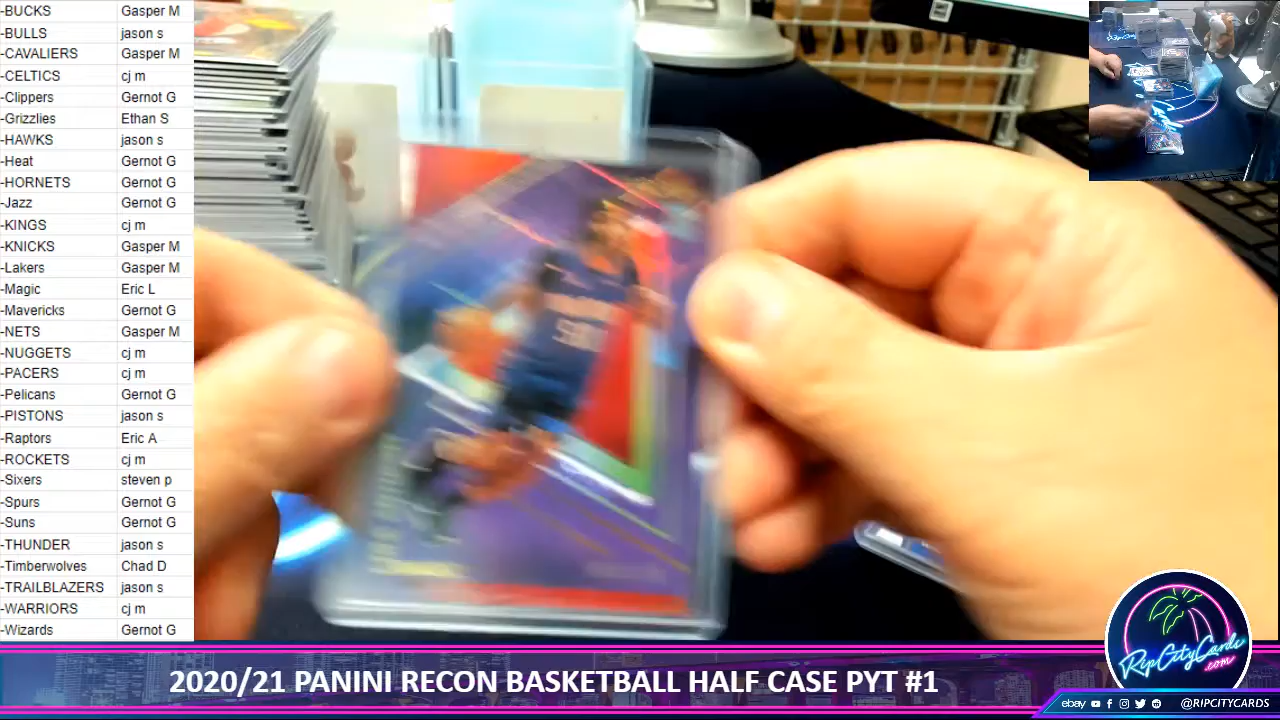 -BUCKS Gasper M
-BULLS jason s
-CAVALIERS Gasper M
-CELTICS cj m
-Clippers Gernot G
-Grizzlies Ethan S
-HAWKS jason s
-Heat Gernot G
-HORNETS Gernot G
-Jazz Gernot G
-KINGS cj m
-KNICKS Gasper M
-Lakers Gasper M
-Magic Eric L
-Mavericks Gernot G
-NETS Gasper M
-NUGGETS cj m
-PACERS cj m
-Pelicans Gernot G
-PISTONS jason s
-Raptors Eric A
-ROCKETS cj m
-Sixers steven p
-Spurs Gernot G
-Suns Gernot G
-THUNDER jason s
-Timberwolves Chad D
-TRAILBLAZERS jason s
-WARRIORS cj m
-Wizards Gernot G
2020/21 PANINI RECON BASKETBALL HALF CASE PYT #1
RipCityCards
.com
ebay @RIPCITYCARDS